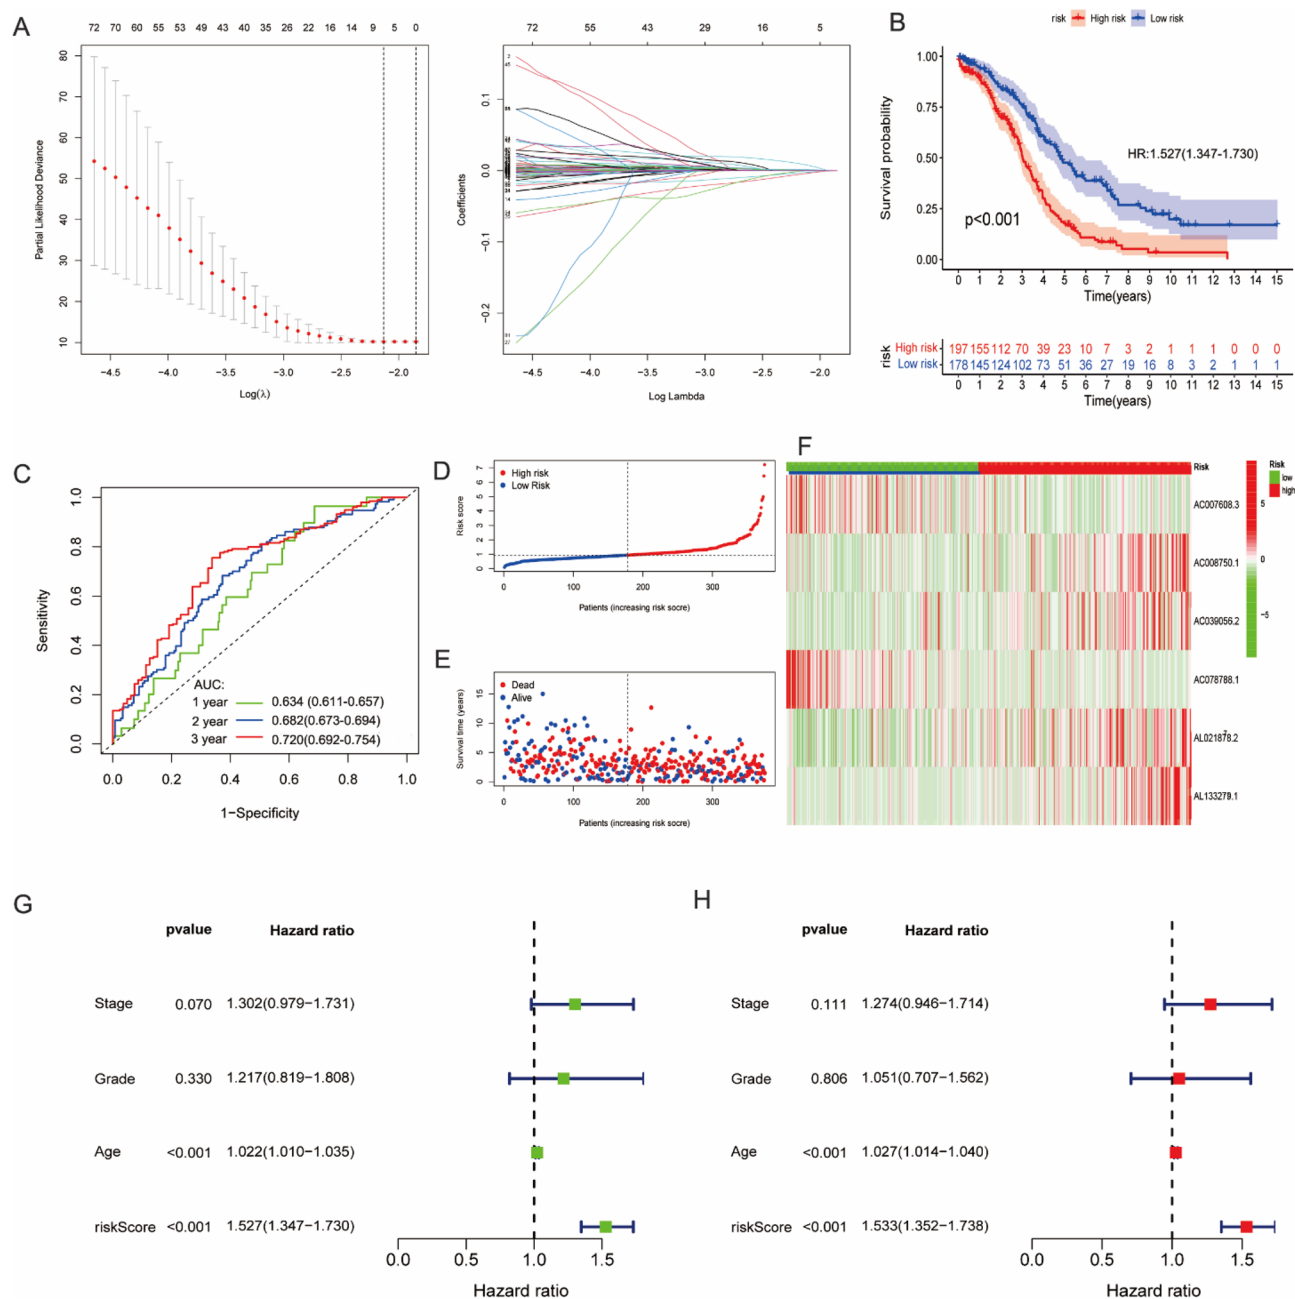 A
72 70 60 55 53 49 43 40 35 28 22 16 14 9 5 0
Partial Likelihood Deviance
80
70
60
50
40
30
20
10
−4.5 −4.0 −3.5 −3.0 −2.5 −2.0
Log(λ)
72 55 43 29 16 5
Coefficients
0.1
0.0
−0.1
−0.2
−4.5 −4.0 −3.5 −3.0 −2.5 −2.0
Log Lambda
B
risk High risk Low risk
Survival probability
1.00
0.75
0.50
0.25
0.00
HR:1.527(1.347-1.730)
p<0.001
0 1 2 3 4 5 6 7 8 9 10 11 12 13 14 15
Time(years)
risk
High risk 197 155 112 70 39 23 10 7 3 2 1 1 1 0 0 0
Low risk 178 145 124 102 73 51 36 27 19 16 8 3 2 1 1 1
0 1 2 3 4 5 6 7 8 9 10 11 12 13 14 15
Time(years)
C
Sensitivity
1.0
0.8
0.6
0.4
0.2
0.0
AUC:
1 year 0.634 (0.611-0.657)
2 year 0.682(0.673-0.694)
3 year 0.720(0.692-0.754)
0.0 0.2 0.4 0.6 0.8 1.0
1−Specificity
D
Risk score
7
6
5
4
3
2
1
0
High risk
Low Risk
0 100 200 300
Patients (increasing risk socre)
E
Survival time (years)
15
10
5
0
Dead
Alive
0 100 200 300
Patients (increasing risk socre)
F
Risk
AC007608.3
AC008750.1
AC039056.2
AC078788.1
AL021878.2
AL133279.1
5
0
−5
Risk
low
high
G
pvalue Hazard ratio
Stage 0.070 1.302(0.979−1.731)
Grade 0.330 1.217(0.819−1.808)
Age <0.001 1.022(1.010−1.035)
riskScore <0.001 1.527(1.347−1.730)
0.0 0.5 1.0 1.5
Hazard ratio
H
pvalue Hazard ratio
Stage 0.111 1.274(0.946−1.714)
Grade 0.806 1.051(0.707−1.562)
Age <0.001 1.027(1.014−1.040)
riskScore <0.001 1.533(1.352−1.738)
0.0 0.5 1.0 1.5
Hazard ratio